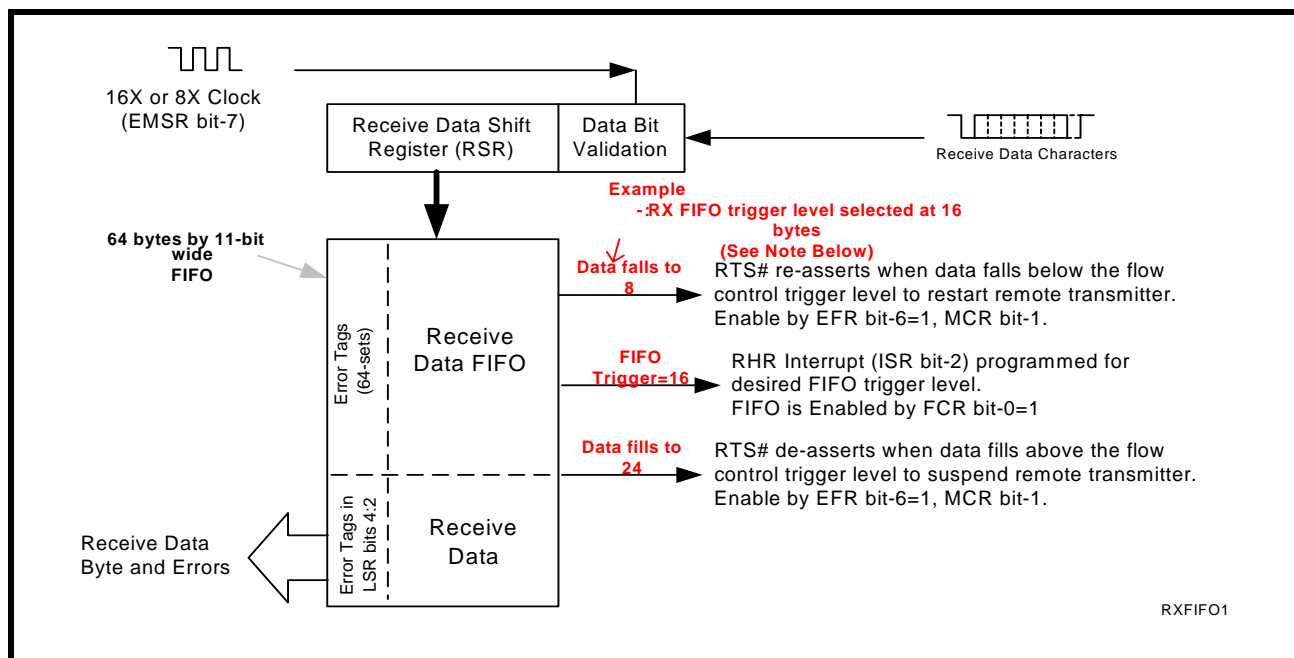 16X or 8X Clock
(EMSR bit-7)
Receive Data Shift
Register (RSR)
Data Bit
Validation
Receive Data Characters
Example
-:RX FIFO trigger level selected at 16
bytes
(See Note Below)
64 bytes by 11-bit
wide
FIFO
Data falls to
8
RTS# re-asserts when data falls below the flow
control trigger level to restart remote transmitter.
Enable by EFR bit-6=1, MCR bit-1.
Error Tags
(64-sets)
Receive
Data FIFO
FIFO
Trigger=16
RHR Interrupt (ISR bit-2) programmed for
desired FIFO trigger level.
FIFO is Enabled by FCR bit-0=1
Data fills to
24
RTS# de-asserts when data fills above the flow
control trigger level to suspend remote transmitter.
Enable by EFR bit-6=1, MCR bit-1.
Error Tags in
LSR bits 4:2
Receive
Data
Receive Data
Byte and Errors
RXFIFO1